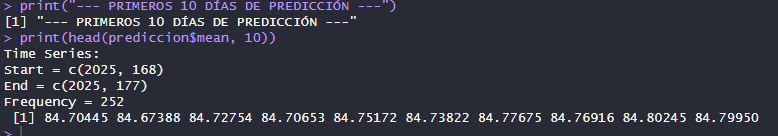 > print("--- PRIMEROS 10 DÍAS DE PREDICCIÓN ---")
[1] "--- PRIMEROS 10 DÍAS DE PREDICCIÓN ---"
> print(head(prediccion$mean, 10))
Time Series:
Start = c(2025, 168)
End = c(2025, 177)
Frequency = 252
 [1] 84.70445 84.67388 84.72754 84.70653 84.75172 84.73822 84.77675 84.76916 84.80245 84.79950
>